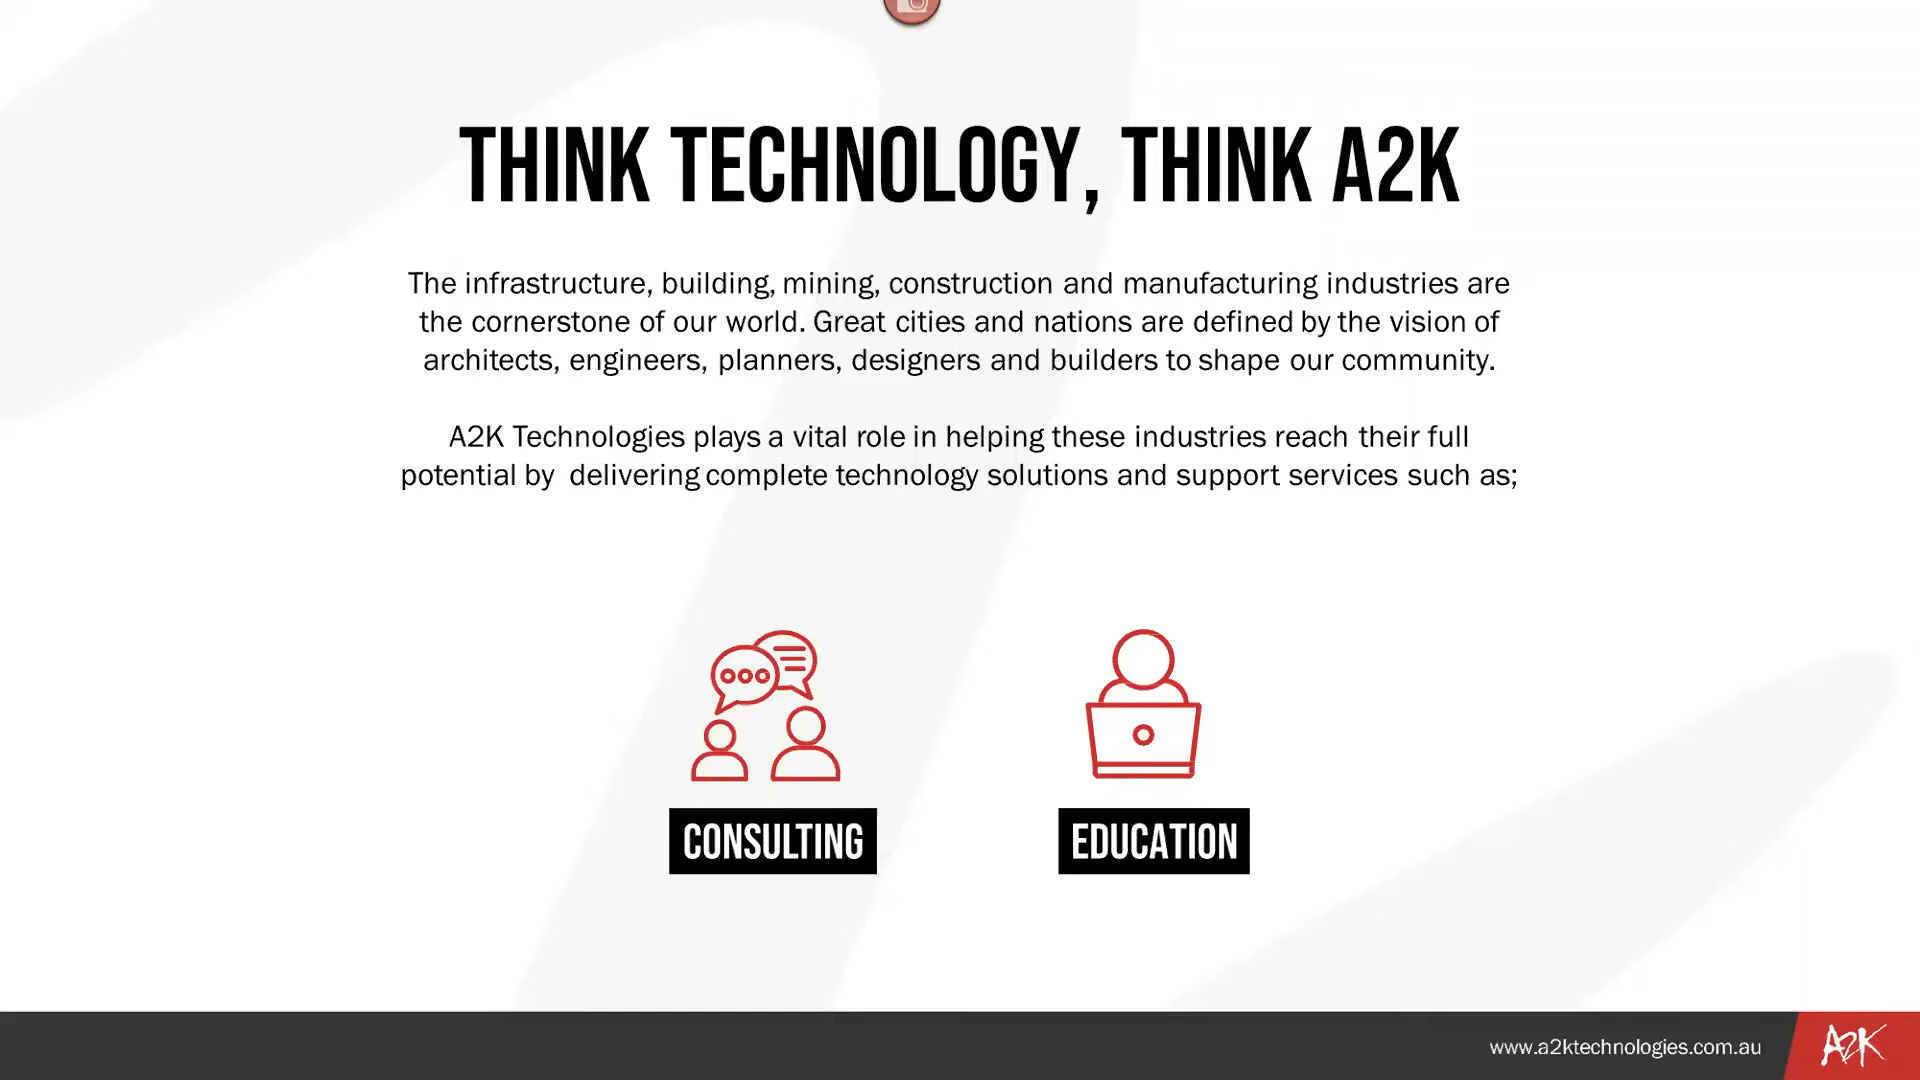 THINK TECHNOLOGY, THINK A2K
The infrastructure, building, mining, construction and manufacturing industries are
the cornerstone of our world. Great cities and nations are defined by the vision of
architects, engineers, planners, designers and builders to shape our community.
A2K Technologies plays a vital role in helping these industries reach their full
potential by  delivering complete technology solutions and support services such as;
CONSULTING
EDUCATION
www.a2ktechnologies.com.au
A2K